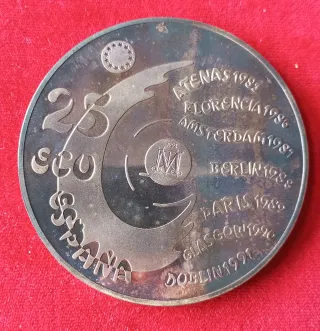 25
ECU
ESPAÑA
M
ATENAS 1985
FLORENCIA 1986
AMSTERDAM 1987
BERLIN 1988
PARIS 1989
GLASGOW 1990
DUBLIN 1991